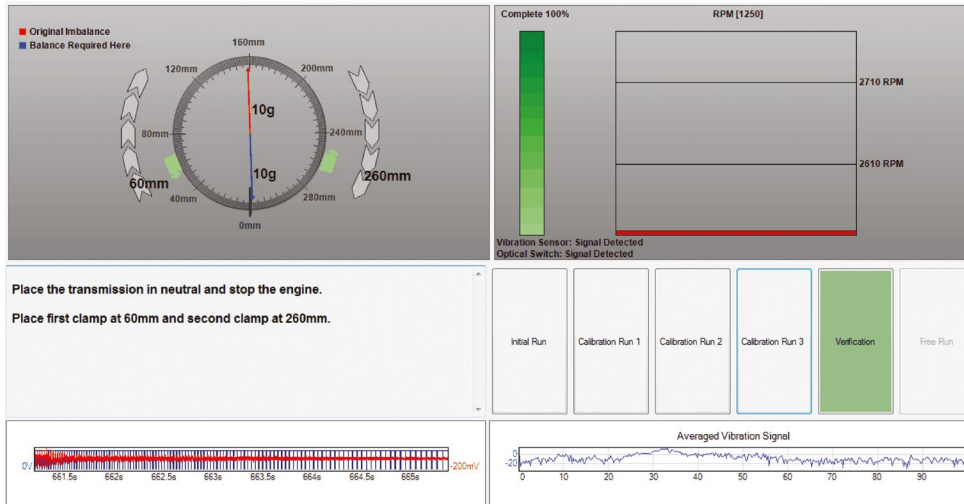 Original Imbalance
Balance Required Here
160mm
120mm
200mm
10g
80mm
240mm
10g
60mm
260mm
40mm
280mm
0mm
Complete 100%
RPM [1250]
2710 RPM
2610 RPM
Vibration Sensor: Signal Detected
Optical Switch: Signal Detected
Place the transmission in neutral and stop the engine.
Place first clamp at 60mm and second clamp at 260mm.
Initial Run
Calibration Run 1
Calibration Run 2
Calibration Run 3
Verification
Free Run
0V
-200mV
661.5s 662s 662.5s 663s 663.5s 664s 664.5s 665s
Averaged Vibration Signal
0
-20
0 10 20 30 40 50 60 70 80 90